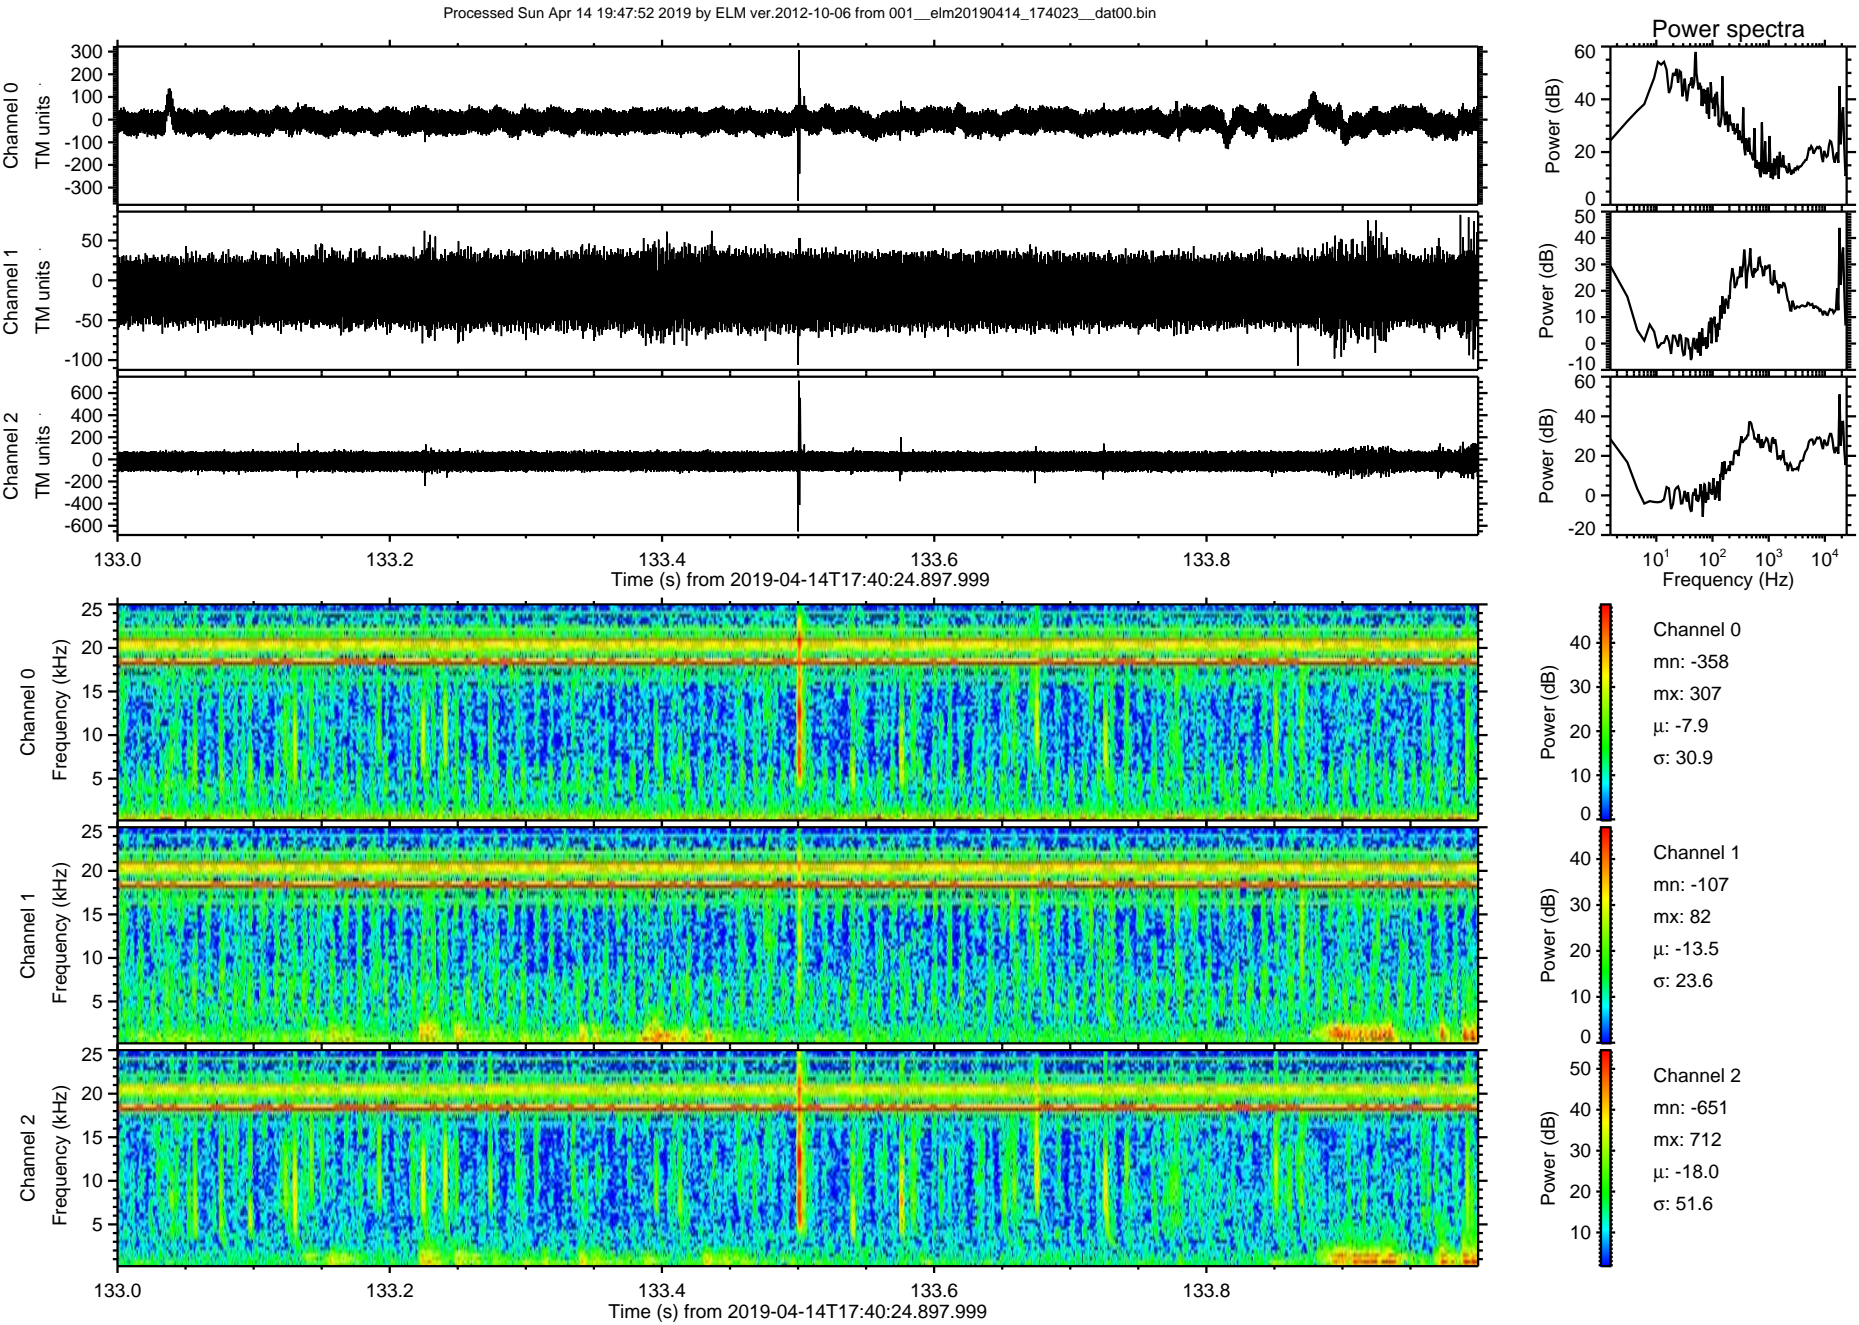 Processed Sun Apr 14 19:47:52 2019 by ELM ver.2012-10-06 from 001__elm20190414_174023__dat00.bin
Power spectra
Channel 0
TM units
300
200
100
0
-100
-200
-300
Power (dB)
60
40
20
0
Channel 1
TM units
50
0
-50
-100
Power (dB)
50
40
30
20
10
0
-10
Channel 2
TM units
600
400
200
0
-200
-400
-600
Power (dB)
60
40
20
0
-20
133.0 133.2 133.4 133.6 133.8
Time (s) from 2019-04-14T17:40:24.897.999
10¹ 10² 10³ 10⁴
Frequency (Hz)
Channel 0
Frequency (kHz)
25
20
15
10
5
Power (dB)
40
30
20
10
0
Channel 0
mn: -358
mx: 307
µ: -7.9
σ: 30.9
Channel 1
Frequency (kHz)
25
20
15
10
5
Power (dB)
40
30
20
10
0
Channel 1
mn: -107
mx: 82
µ: -13.5
σ: 23.6
Channel 2
Frequency (kHz)
25
20
15
10
5
Power (dB)
50
40
30
20
10
Channel 2
mn: -651
mx: 712
µ: -18.0
σ: 51.6
133.0 133.2 133.4 133.6 133.8
Time (s) from 2019-04-14T17:40:24.897.999